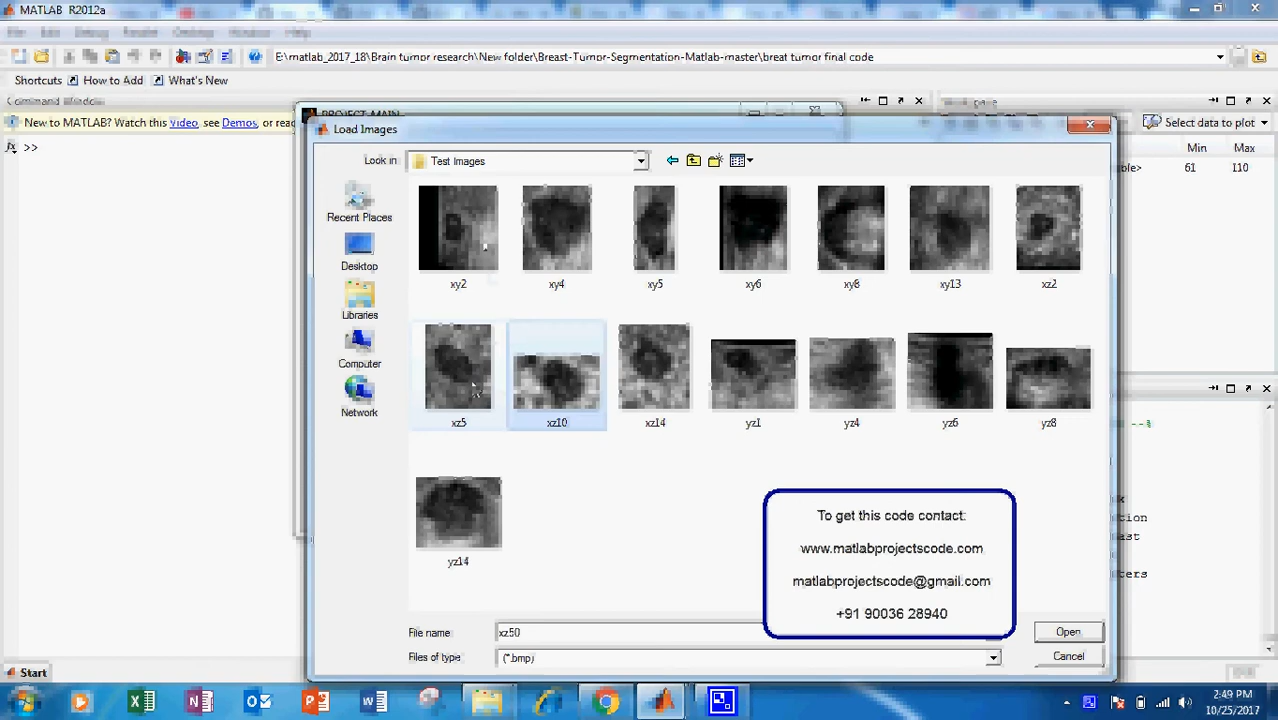 MATLAB R2012a
E:\matlab_2017_18\Brain tumor research\New folder\Breast-Tumor-Segmentation-Matlab-master\breat tumor final code
Shortcuts How to Add What's New
Command Window
New to MATLAB? Watch this Video, see Demos, or read
Select data to plot
fx >>
Min Max
61 110
PROJECT MAIN
Load Images
Look in Test Images
Recent Places
Desktop
Libraries
Computer
Network
xy2 xy4 xy5 xy6 xy8 xy13 xz2
xz5 xz10 xz14 yz1 yz4 yz6 yz8
yz14
To get this code contact:
www.matlabprojectscode.com
matlabprojectscode@gmail.com
+91 90036 28940
File name xz50
Open
Files of type (*.bmp)
Cancel
Start
2:49 PM
10/25/2017